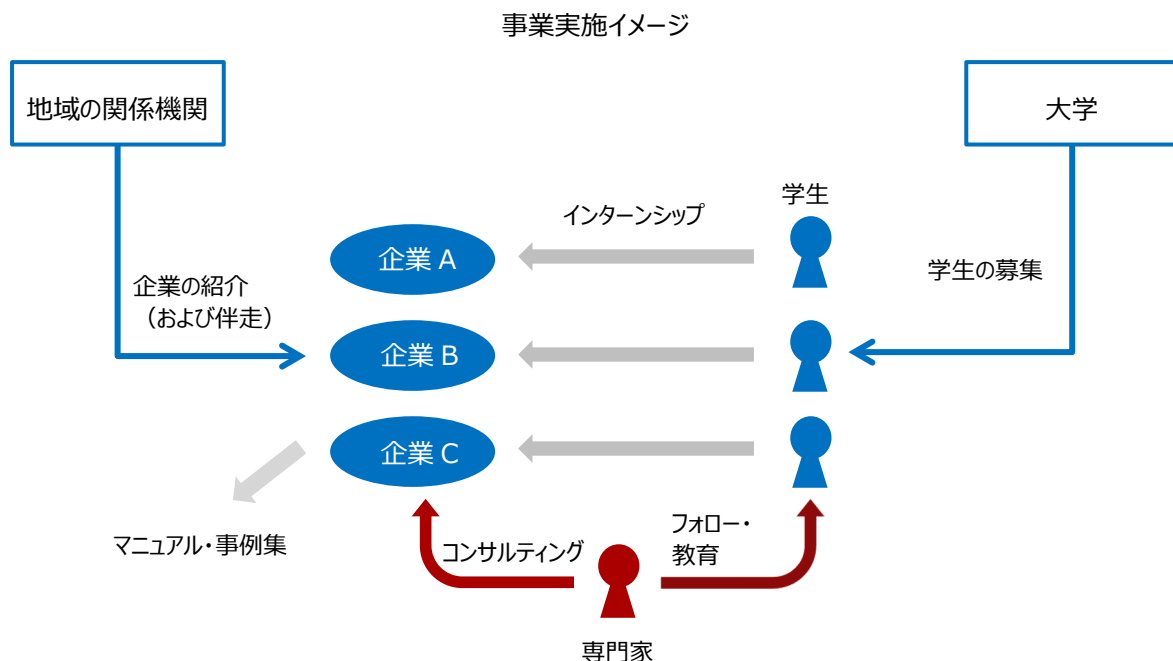 事業実施イメージ
地域の関係機関
大学
学生
インターンシップ
企業 A
学生の募集
企業の紹介
（および伴走）
企業 B
企業 C
マニュアル・事例集
コンサルティング
フォロー・
教育
専門家